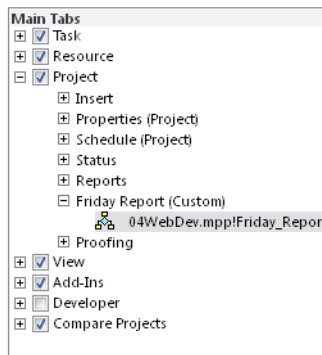 Main Tabs
Task
Resource
Project
Insert
Properties (Project)
Schedule (Project)
Status
Reports
Friday Report (Custom)
04WebDev.mpp!Friday_Repor
Proofing
View
Add-Ins
Developer
Compare Projects